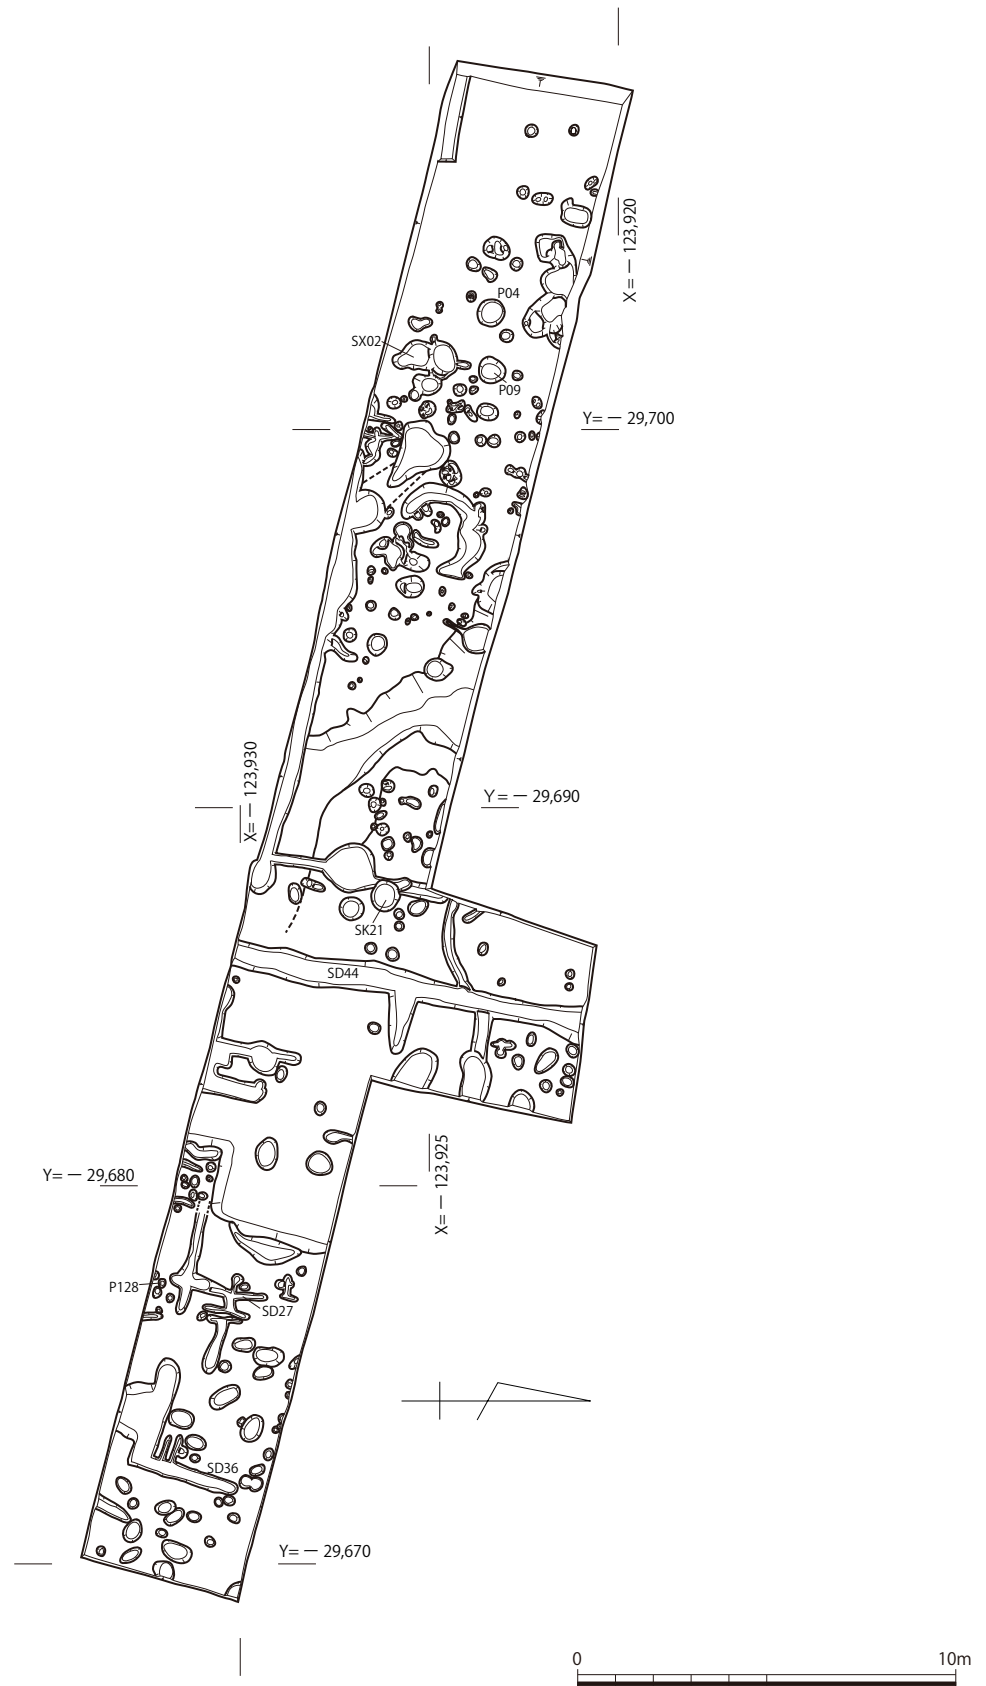 X=－123,920
P04
SX02
P09
Y=－29,700
X=－123,930
Y=－29,690
SK21
SD44
X=－123,925
Y=－29,680
P128
SD27
SD36
Y=－29,670
0 10m